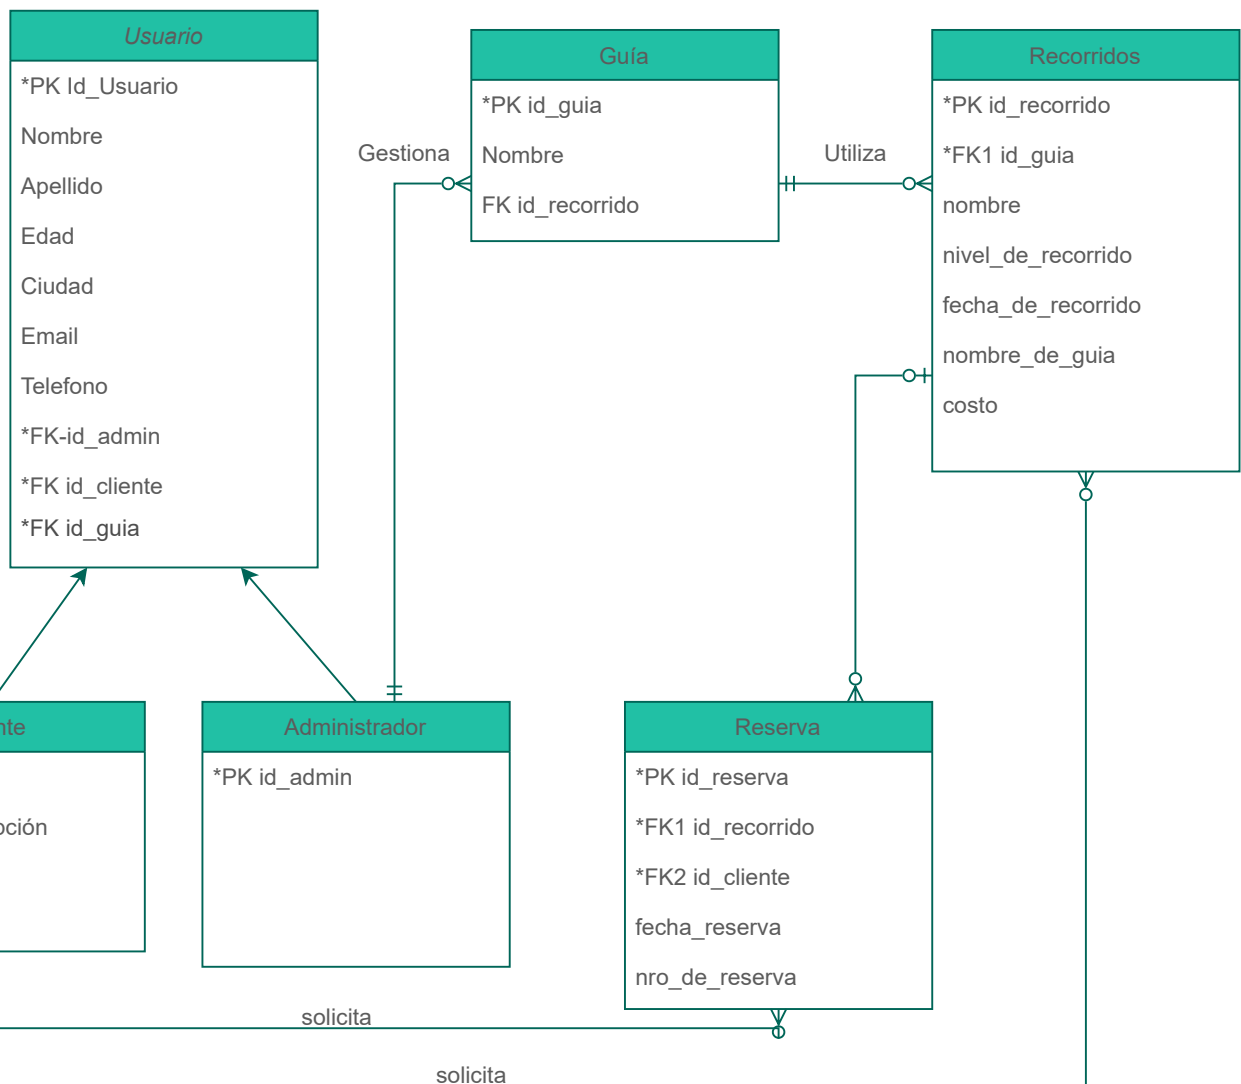 Usuario
*PK Id_Usuario
Nombre
Apellido
Edad
Ciudad
Email
Telefono
*FK-id_admin
*FK id_cliente
*FK id_guia
Gestiona
Guía
*PK id_guia
Nombre
FK id_recorrido
Utiliza
Recorridos
*PK id_recorrido
*FK1 id_guia
nombre
nivel_de_recorrido
fecha_de_recorrido
nombre_de_guia
costo
Administrador
*PK id_admin
Reserva
*PK id_reserva
*FK1 id_recorrido
*FK2 id_cliente
fecha_reserva
nro_de_reserva
solicita
solicita